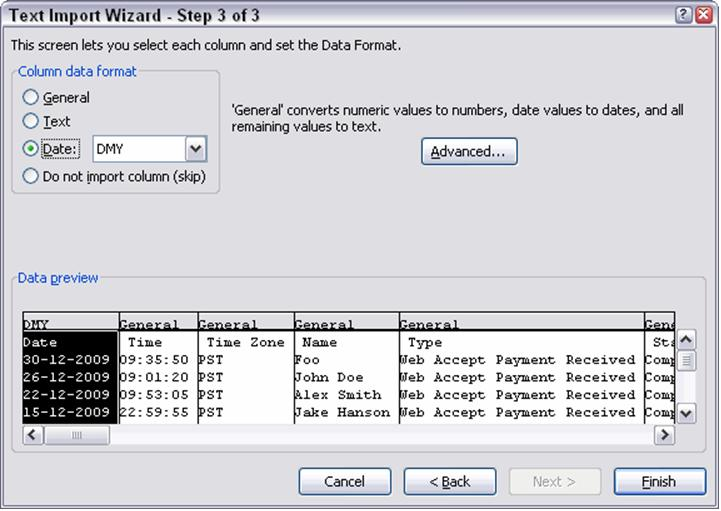 Text Import Wizard - Step 3 of 3
This screen lets you select each column and set the Data Format.
Column data format
General
Text
Date: DMY
Do not import column (skip)
'General' converts numeric values to numbers, date values to dates, and all
remaining values to text.
Advanced...
Data preview
DMY General General General General
Date Time Time Zone Name Type
30-12-2009 09:35:50 PST Foo Web Accept Payment Received
26-12-2009 09:01:20 PST John Doe Web Accept Payment Received
22-12-2009 09:53:05 PST Alex Smith Web Accept Payment Received
15-12-2009 22:59:55 PST Jake Hanson Web Accept Payment Received
Cancel < Back Next > Finish